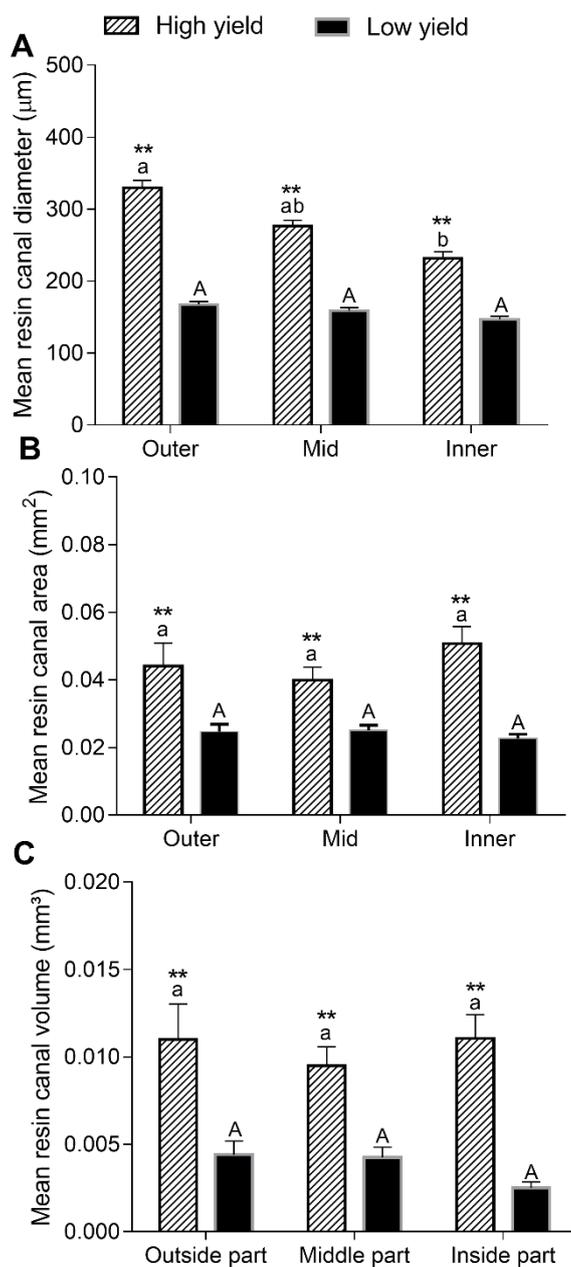 High yield Low yield
A
Mean resin canal diameter (μm)
500
400
300
200
100
0
** ** **
a ab b
A A A
Outer Mid Inner
B
Mean resin canal area (mm²)
0.10
0.08
0.06
0.04
0.02
0.00
** ** **
a a a
A A A
Outer Mid Inner
C
Mean resin canal volume (mm³)
0.020
0.015
0.010
0.005
0.000
** ** **
a a a
A A A
Outside part Middle part Inside part